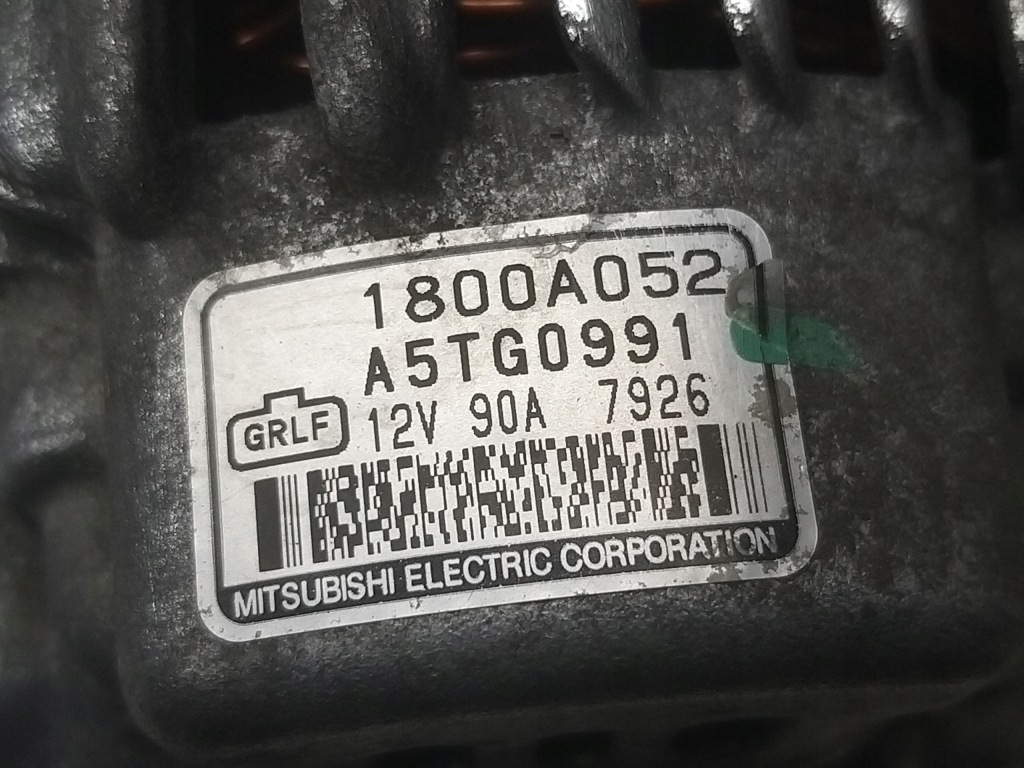 1800A052
A5TG0991
GRLF 12V 90A 7926
MITSUBISHI ELECTRIC CORPORATION